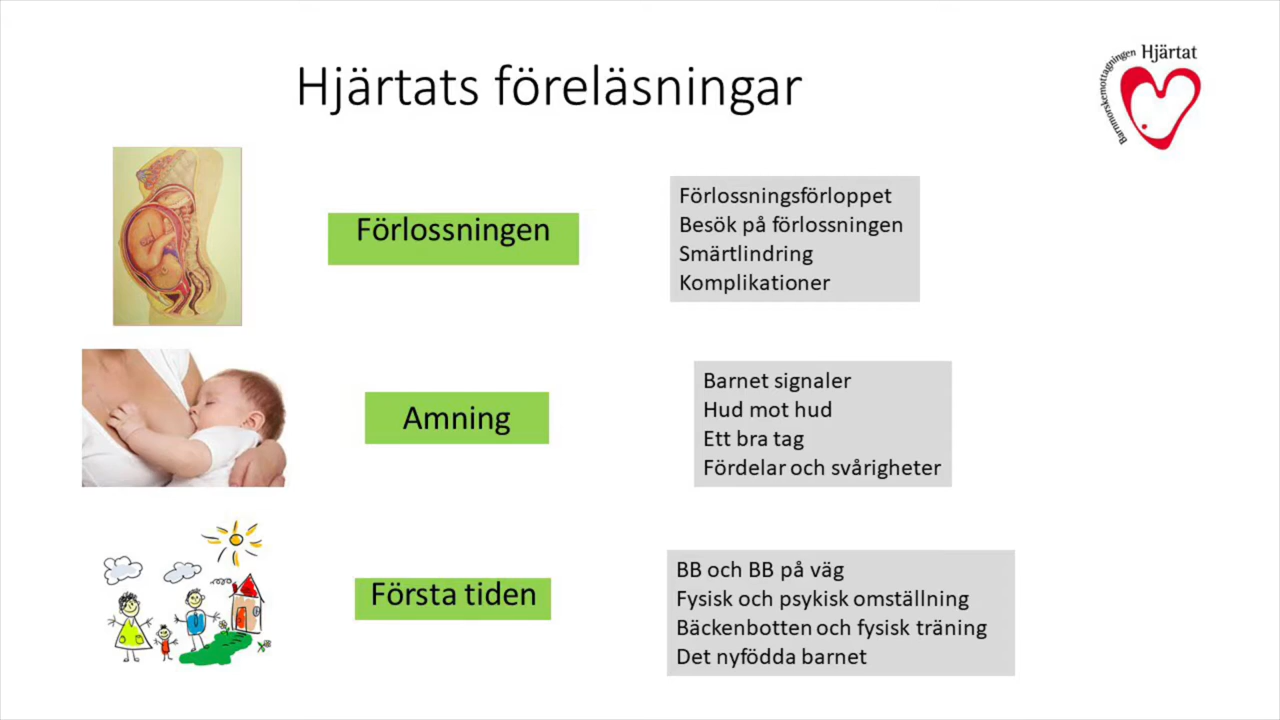 Hjärtats föreläsningar
Barnmorskemottagningen Hjärtat
Förlossningen
Förlossningsförloppet
Besök på förlossningen
Smärtlindring
Komplikationer
Amning
Barnet signaler
Hud mot hud
Ett bra tag
Fördelar och svårigheter
Första tiden
BB och BB på väg
Fysisk och psykisk omställning
Bäckenbotten och fysisk träning
Det nyfödda barnet